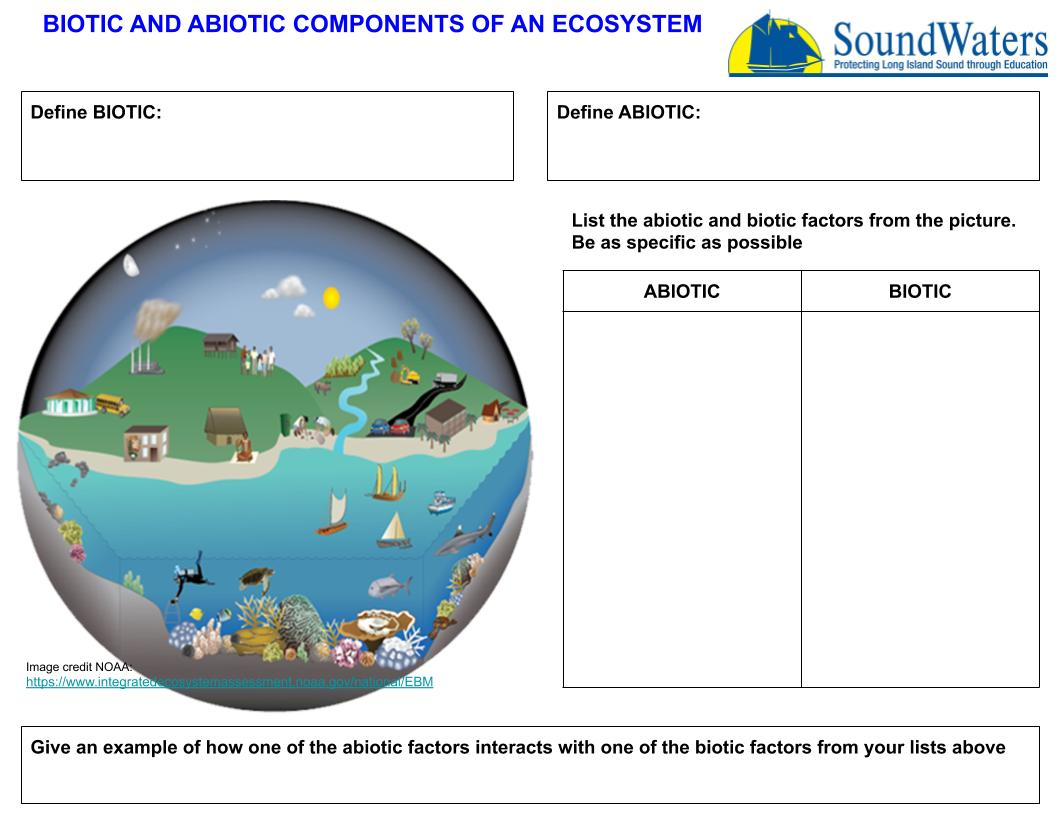 BIOTIC AND ABIOTIC COMPONENTS OF AN ECOSYSTEM
SoundWaters
Protecting Long Island Sound through Education
Define BIOTIC:
Define ABIOTIC:
List the abiotic and biotic factors from the picture.
Be as specific as possible
ABIOTIC
BIOTIC
Image credit NOAA:
https://www.integratedecosystemassessment.noaa.gov/national/EBM
Give an example of how one of the abiotic factors interacts with one of the biotic factors from your lists above